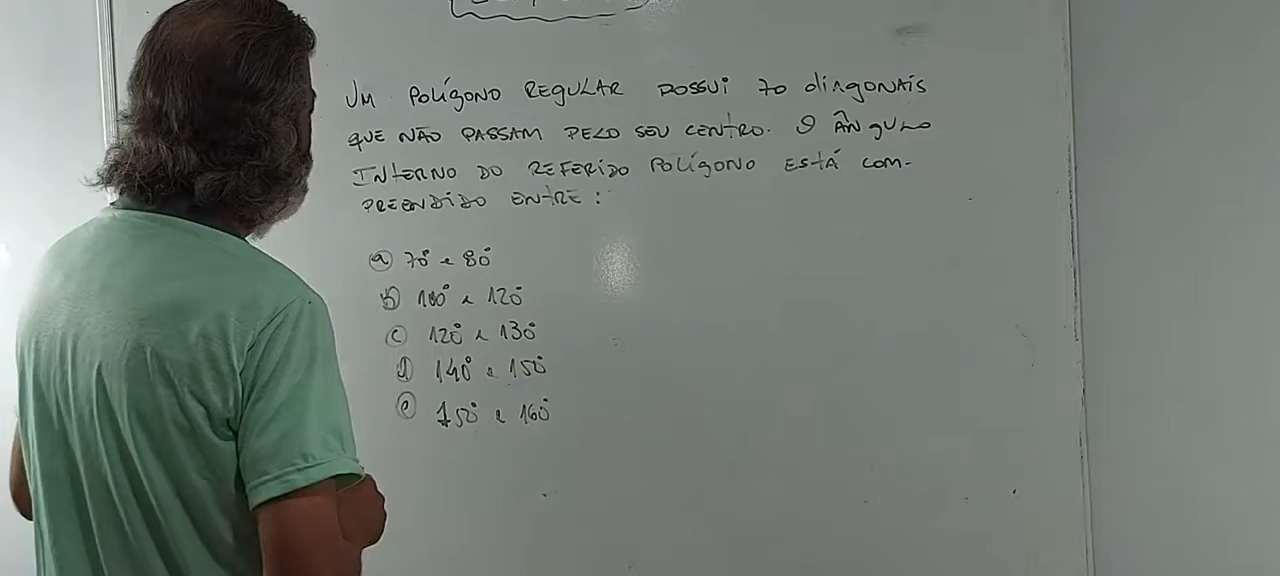 UM POLÍGONO REGULAR POSSUI 70 diAgONAis
QUE NÃO PASSAM PELO SEU CENTRO. O ÂNgULO
INTERNO DO REFERIDO POLÍGONO ESTÁ COM-
PREENDIDO ENTRE:
a) 70° e 80°
b) 100° e 120°
c) 120° e 130°
d) 140° e 150°
e) 150° e 160°